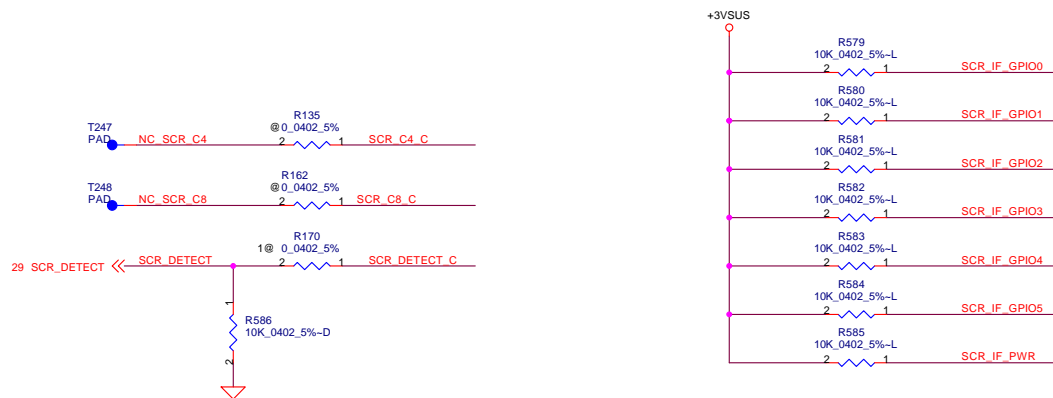 T247
PAD
NC_SCR_C4
R135
@0_0402_5%
2
1
SCR_C4_C
T248
PAD
NC_SCR_C8
R162
@0_0402_5%
2
1
SCR_C8_C
29 SCR_DETECT
SCR_DETECT
R170
1@ 0_0402_5%
2
1
SCR_DETECT_C
1
R586
10K_0402_5%~D
2
+3VSUS
R579
10K_0402_5%~L
2
1
SCR_IF_GPIO0
R580
10K_0402_5%~L
2
1
SCR_IF_GPIO1
R581
10K_0402_5%~L
2
1
SCR_IF_GPIO2
R582
10K_0402_5%~L
2
1
SCR_IF_GPIO3
R583
10K_0402_5%~L
2
1
SCR_IF_GPIO4
R584
10K_0402_5%~L
2
1
SCR_IF_GPIO5
R585
10K_0402_5%~L
2
1
SCR_IF_PWR